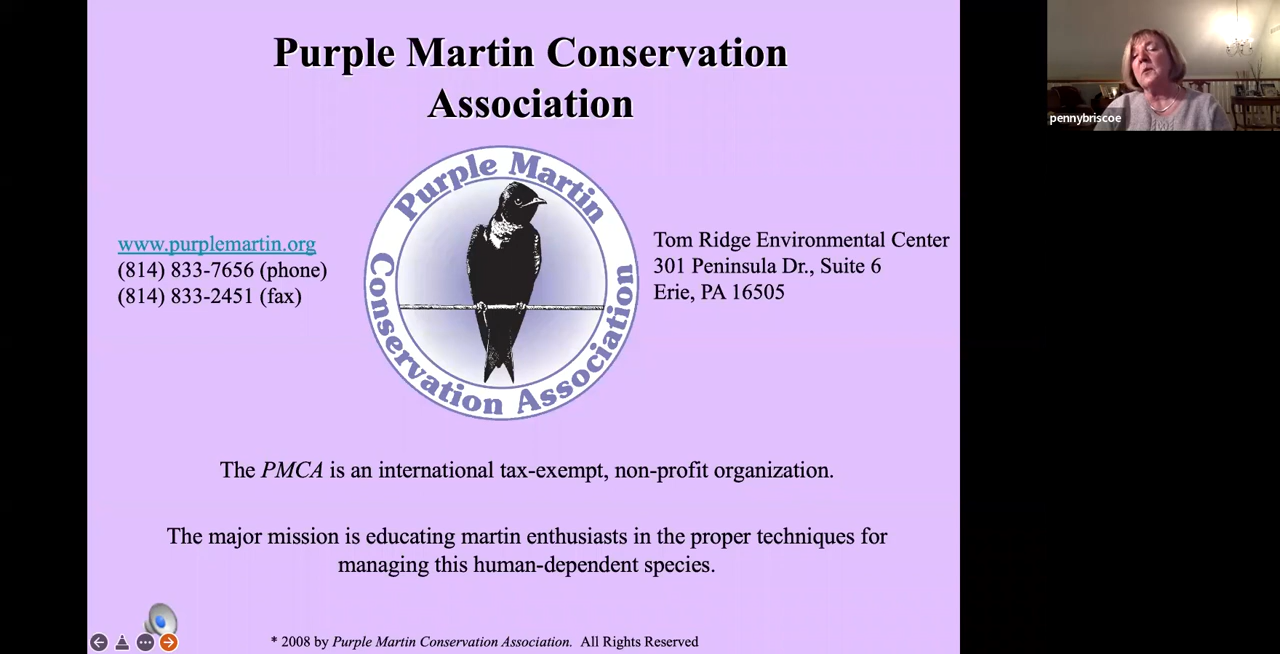 Purple Martin Conservation
Association
Purple Martin
Conservation Association
www.purplemartin.org
(814) 833-7656 (phone)
(814) 833-2451 (fax)
Tom Ridge Environmental Center
301 Peninsula Dr., Suite 6
Erie, PA 16505
The PMCA is an international tax-exempt, non-profit organization.
The major mission is educating martin enthusiasts in the proper techniques for
managing this human-dependent species.
* 2008 by Purple Martin Conservation Association. All Rights Reserved
pennybriscoe